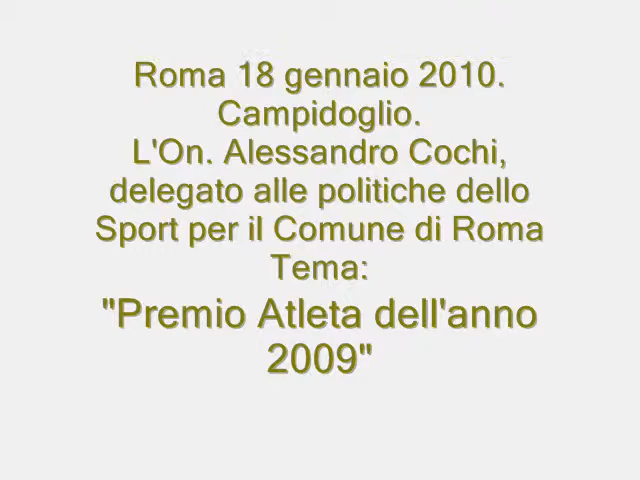 Roma 18 gennaio 2010.
Campidoglio.
L'On. Alessandro Cochi,
delegato alle politiche dello
Sport per il Comune di Roma
Tema:
"Premio Atleta dell'anno
2009"